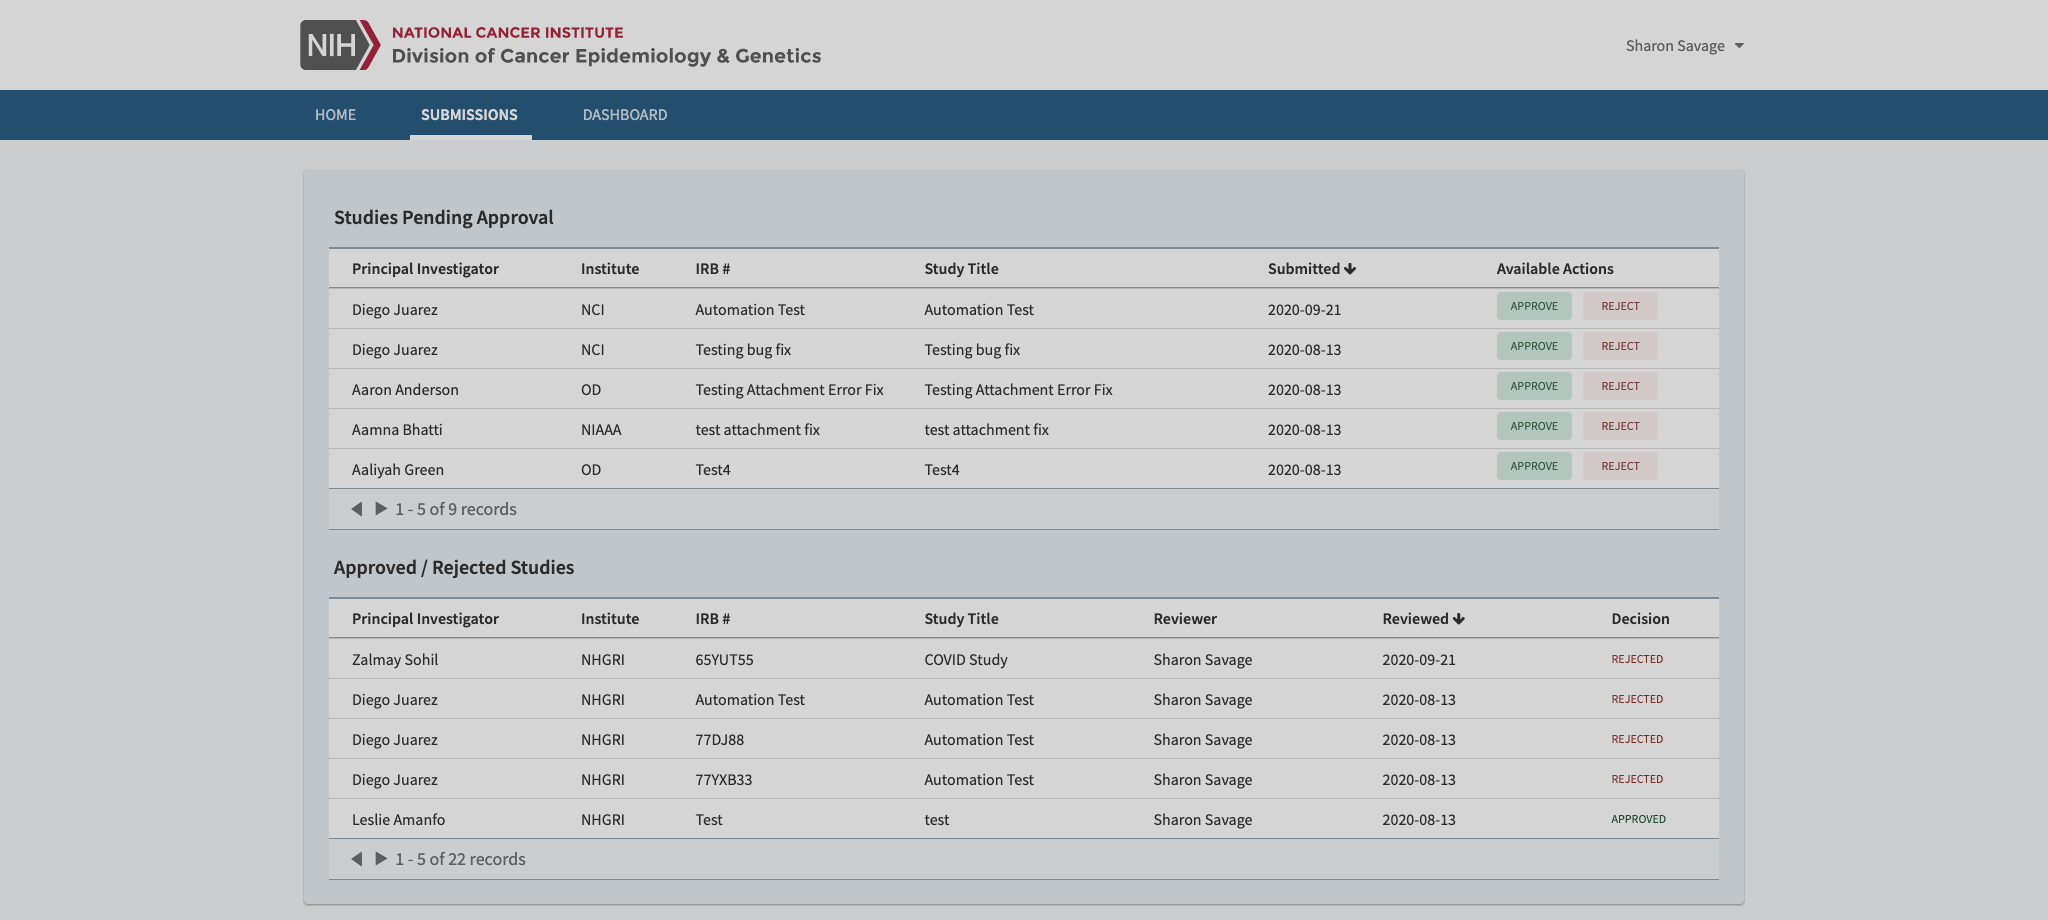 NIH
NATIONAL CANCER INSTITUTE
Division of Cancer Epidemiology & Genetics
Sharon Savage
HOME SUBMISSIONS DASHBOARD
Studies Pending Approval
Principal Investigator Institute IRB # Study Title Submitted Available Actions
Diego Juarez NCI Automation Test Automation Test 2020-09-21 APPROVE REJECT
Diego Juarez NCI Testing bug fix Testing bug fix 2020-08-13 APPROVE REJECT
Aaron Anderson OD Testing Attachment Error Fix Testing Attachment Error Fix 2020-08-13 APPROVE REJECT
Aamna Bhatti NIAAA test attachment fix test attachment fix 2020-08-13 APPROVE REJECT
Aaliyah Green OD Test4 Test4 2020-08-13 APPROVE REJECT
1 - 5 of 9 records
Approved / Rejected Studies
Principal Investigator Institute IRB # Study Title Reviewer Reviewed Decision
Zalmay Sohil NHGRI 65YUT55 COVID Study Sharon Savage 2020-09-21 REJECTED
Diego Juarez NHGRI Automation Test Automation Test Sharon Savage 2020-08-13 REJECTED
Diego Juarez NHGRI 77DJ88 Automation Test Sharon Savage 2020-08-13 REJECTED
Diego Juarez NHGRI 77YXB33 Automation Test Sharon Savage 2020-08-13 REJECTED
Leslie Amanfo NHGRI Test test Sharon Savage 2020-08-13 APPROVED
1 - 5 of 22 records